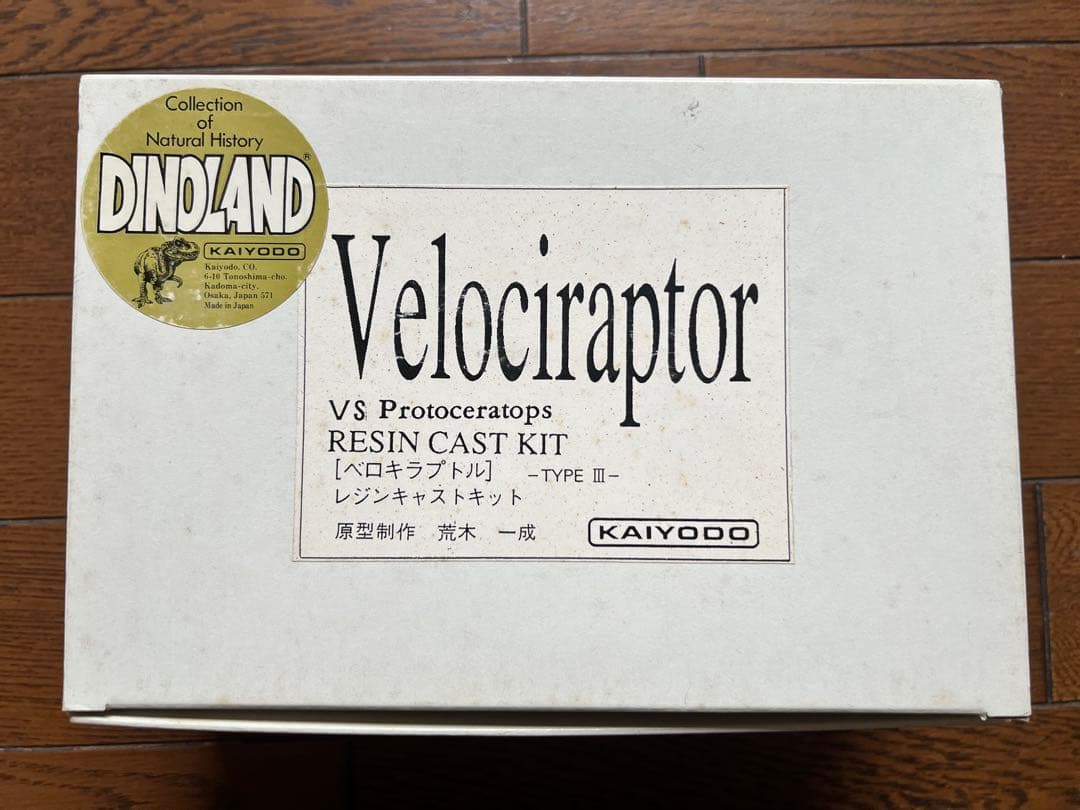 Collection
of
Natural History
DINOLAND®
KAIYODO
Kaiyodo, CO.
6-10 Tonoshima-cho.
Kadoma-city.
Osaka, Japan 571
Made in Japan
Velociraptor
VS Protoceratops
RESIN CAST KIT
[ベロキラプトル] -TYPE III-
レジンキャストキット
原型制作 荒木 一成 KAIYODO